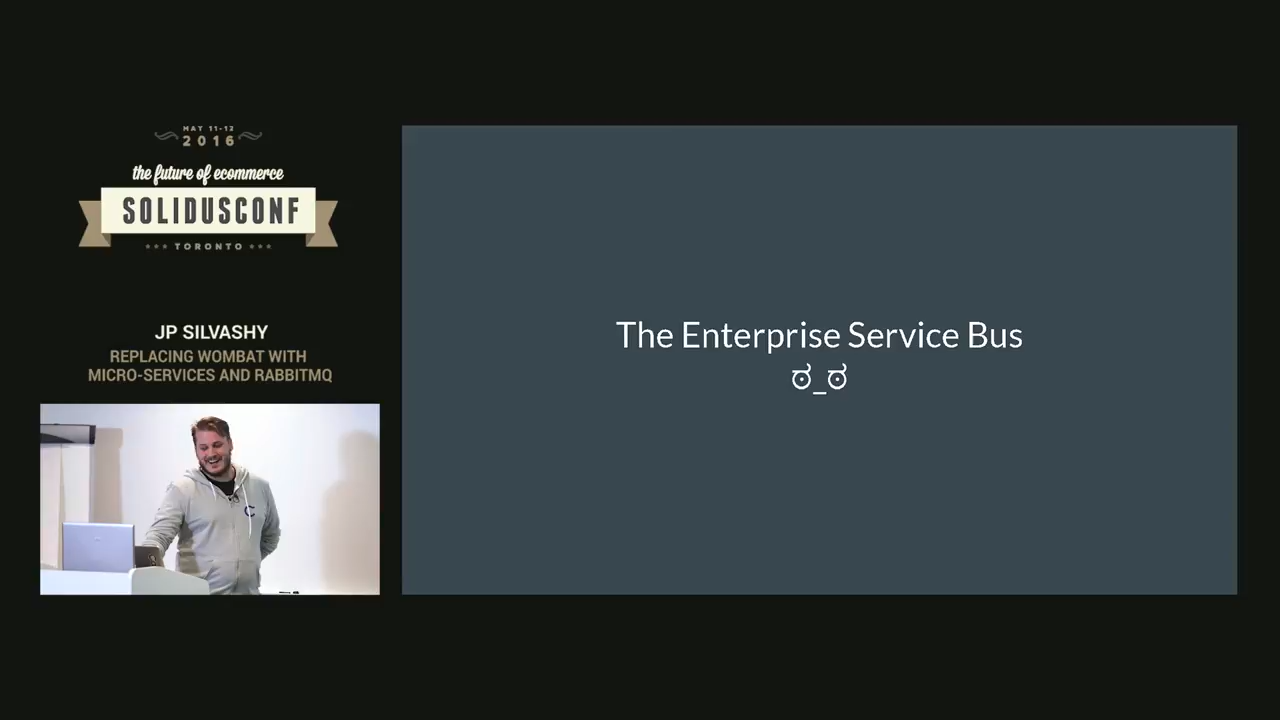 MAY 11-12
2016
the future of ecommerce
SOLIDUSCONF
TORONTO
JP SILVASHY
REPLACING WOMBAT WITH
MICRO-SERVICES AND RABBITMQ
The Enterprise Service Bus
ಠ_ಠ
C